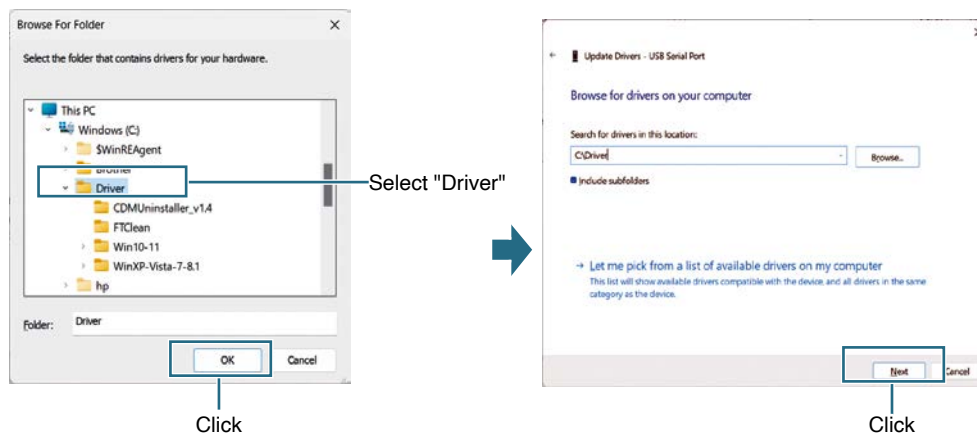 Browse For Folder
Select the folder that contains drivers for your hardware.
This PC
Windows (C:)
$WinREAgent
Brother
Driver
CDMUninstaller_v1.4
FTClean
Win10-11
WinXP-Vista-7-8.1
hp
Folder: Driver
OK Cancel
Click
Select "Driver"
Update Drivers - USB Serial Port
Browse for drivers on your computer
Search for drivers in this location:
C:\Driver
Browse...
Include subfolders
Let me pick from a list of available drivers on my computer
This list will show available drivers compatible with the device, and all drivers in the same
category as the device.
Next Cancel
Click